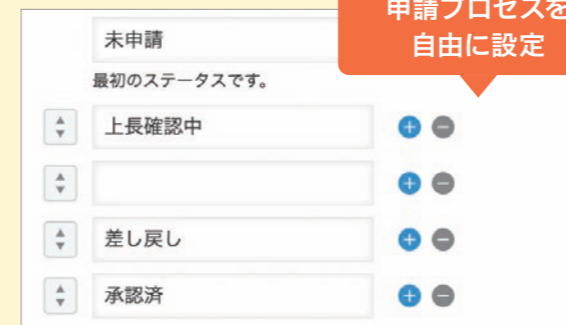 申請プロセスを
自由に設定
未申請
最初のステータスです。
上長確認中
差し戻し
承認済